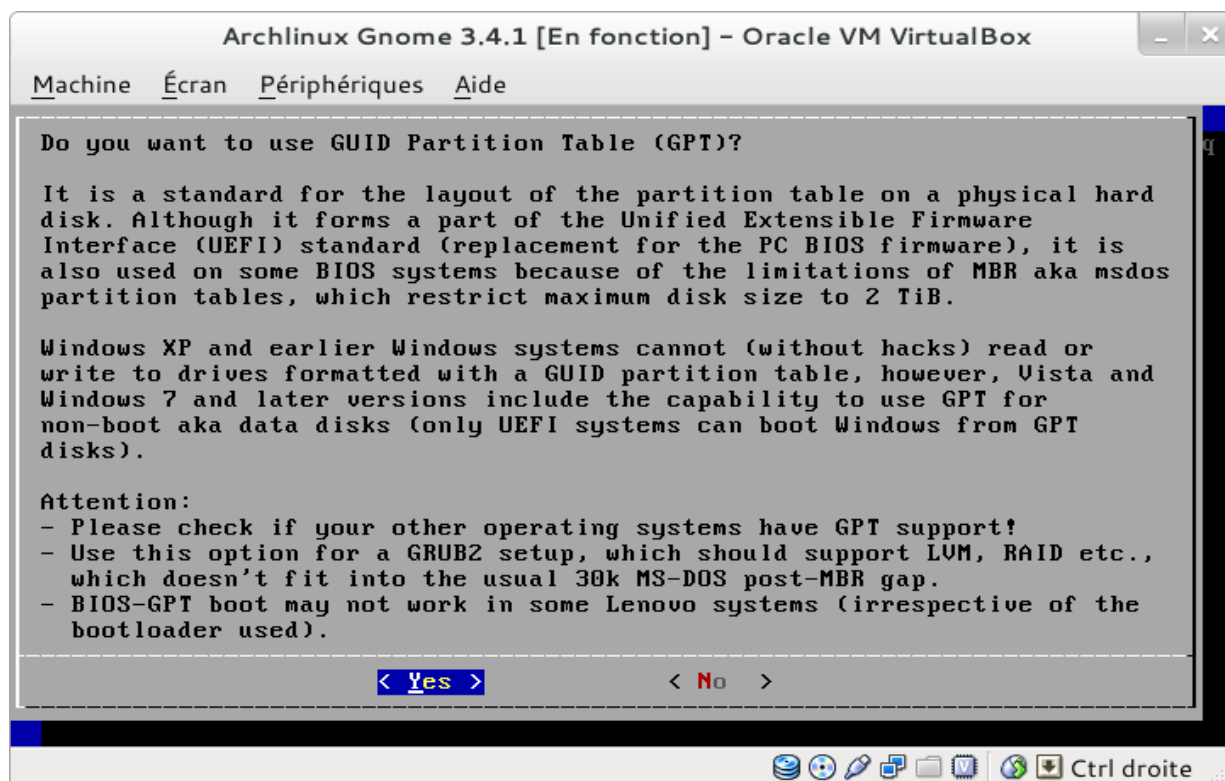 Archlinux Gnome 3.4.1 [En fonction] – Oracle VM VirtualBox
Machine Écran Périphériques Aide
Do you want to use GUID Partition Table (GPT)?
It is a standard for the layout of the partition table on a physical hard
disk. Although it forms a part of the Unified Extensible Firmware
Interface (UEFI) standard (replacement for the PC BIOS firmware), it is
also used on some BIOS systems because of the limitations of MBR aka msdos
partition tables, which restrict maximum disk size to 2 TiB.
Windows XP and earlier Windows systems cannot (without hacks) read or
write to drives formatted with a GUID partition table, however, Vista and
Windows 7 and later versions include the capability to use GPT for
non-boot aka data disks (only UEFI systems can boot Windows from GPT
disks).
Attention:
- Please check if your other operating systems have GPT support!
- Use this option for a GRUB2 setup, which should support LVM, RAID etc.,
which doesn't fit into the usual 30k MS-DOS post-MBR gap.
- BIOS-GPT boot may not work in some Lenovo systems (irrespective of the
bootloader used).
< Yes > < No >
q
Ctrl droite